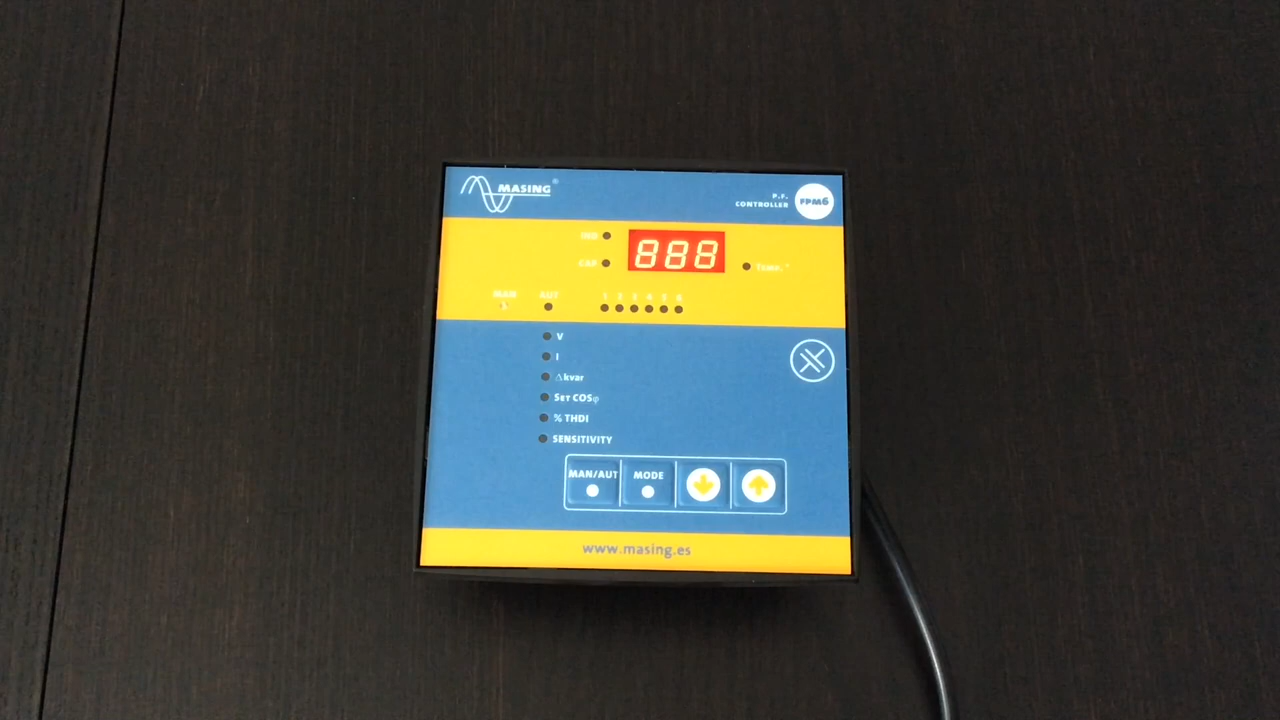 MASING®
P.F.
CONTROLLER
FPM6
IND
888
CAP
Temp. °
MAN
AUT
1 2 3 4 5 6
V
I
Δkvar
SET COSφ
% THDI
SENSITIVITY
MAN/AUT
MODE
www.masing.es